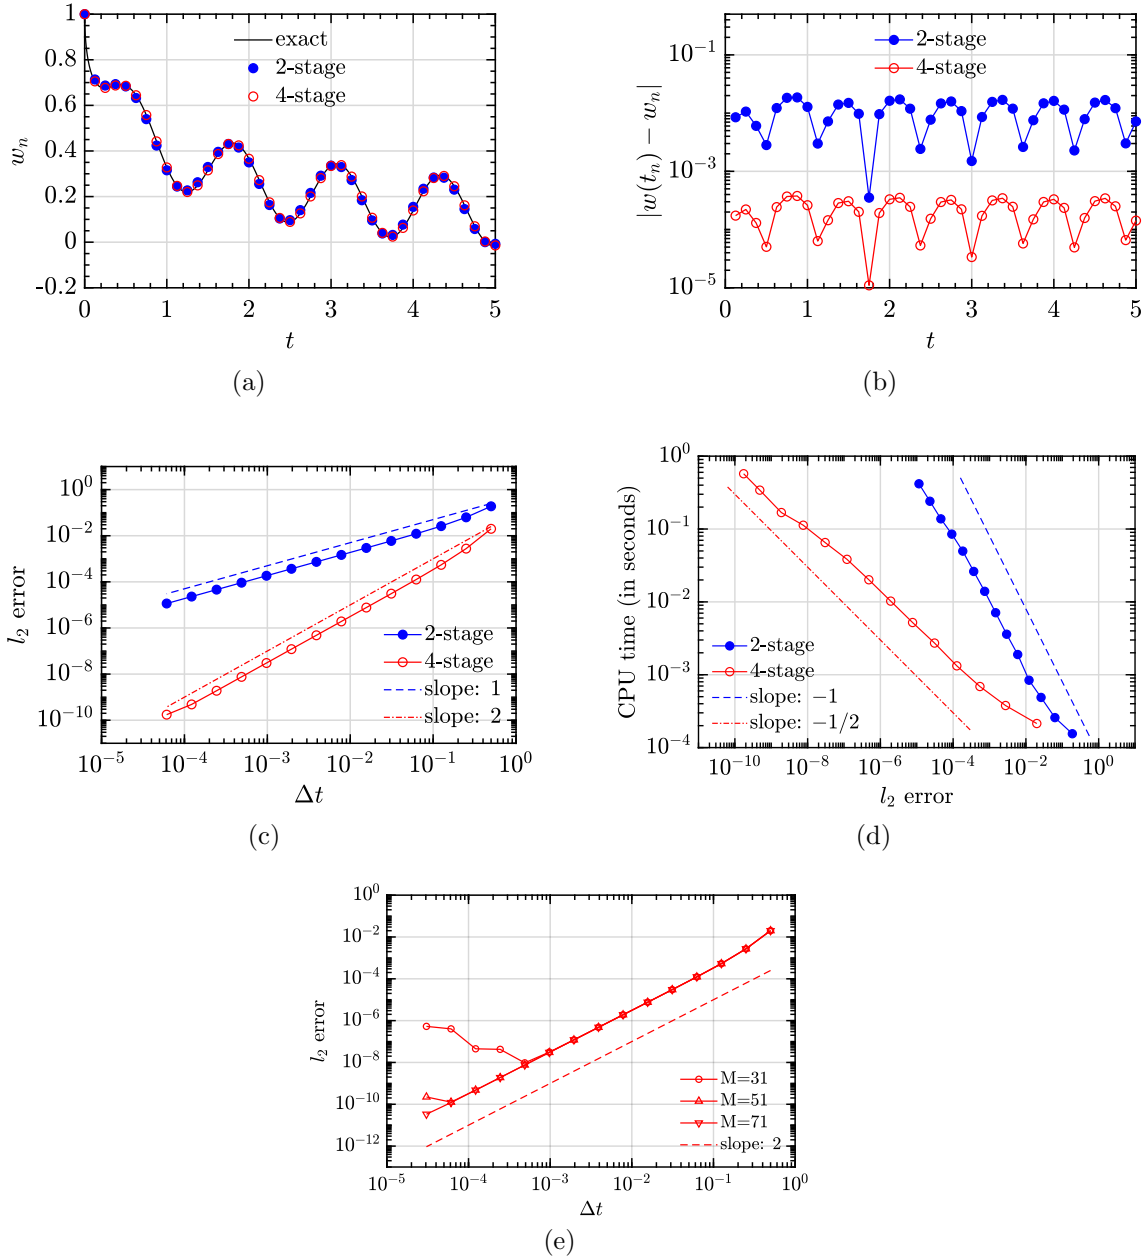 1
0.8
0.6
0.4
0.2
0
-0.2
w_n
exact
2-stage
4-stage
0 1 2 3 4 5
t
(a)
10^{-1}
10^{-3}
10^{-5}
|w(t_n) − w_n|
2-stage
4-stage
0 1 2 3 4 5
t
(b)
10^0
10^{-2}
10^{-4}
10^{-6}
10^{-8}
10^{-10}
l_2 error
2-stage
4-stage
slope: 1
slope: 2
10^{-5} 10^{-4} 10^{-3} 10^{-2} 10^{-1} 10^0
Δt
(c)
10^0
10^{-1}
10^{-2}
10^{-3}
10^{-4}
CPU time (in seconds)
2-stage
4-stage
slope: −1
slope: −1/2
10^{-10} 10^{-8} 10^{-6} 10^{-4} 10^{-2} 10^0
l_2 error
(d)
10^0
10^{-2}
10^{-4}
10^{-6}
10^{-8}
10^{-10}
10^{-12}
l_2 error
M=31
M=51
M=71
slope: 2
10^{-5} 10^{-4} 10^{-3} 10^{-2} 10^{-1} 10^0
Δt
(e)